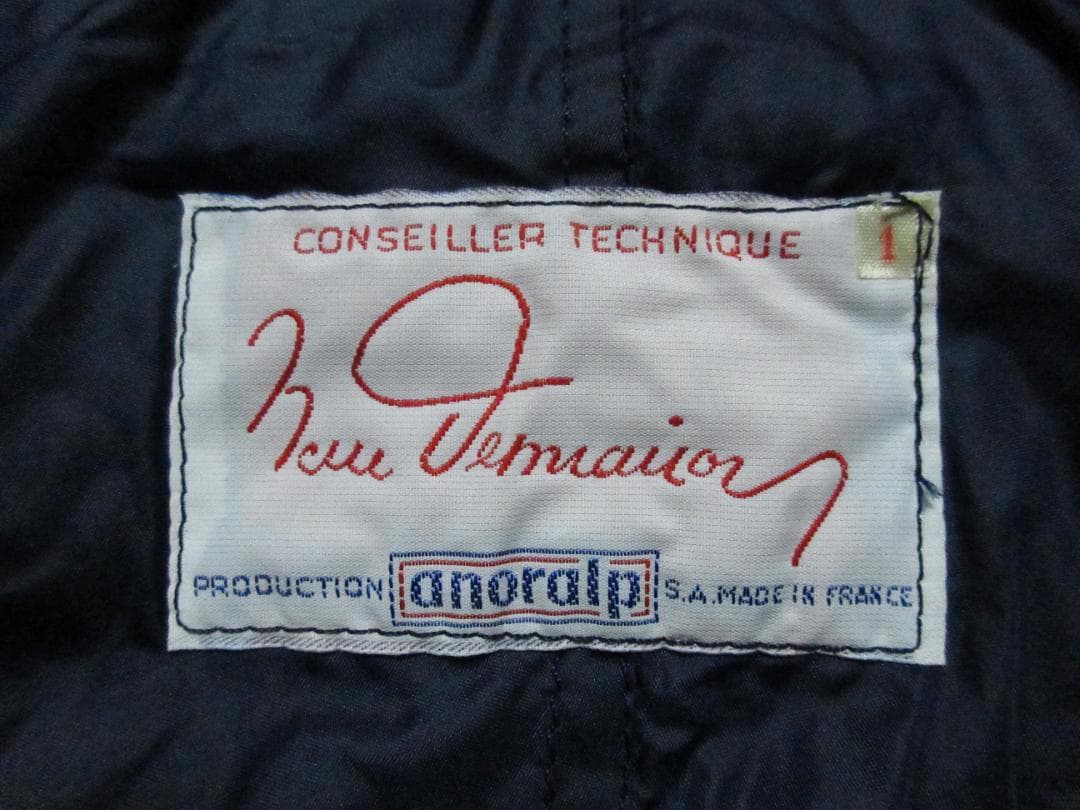 CONSEILLER TECHNIQUE
1
PRODUCTION anoralp S.A. MADE IN FRANCE